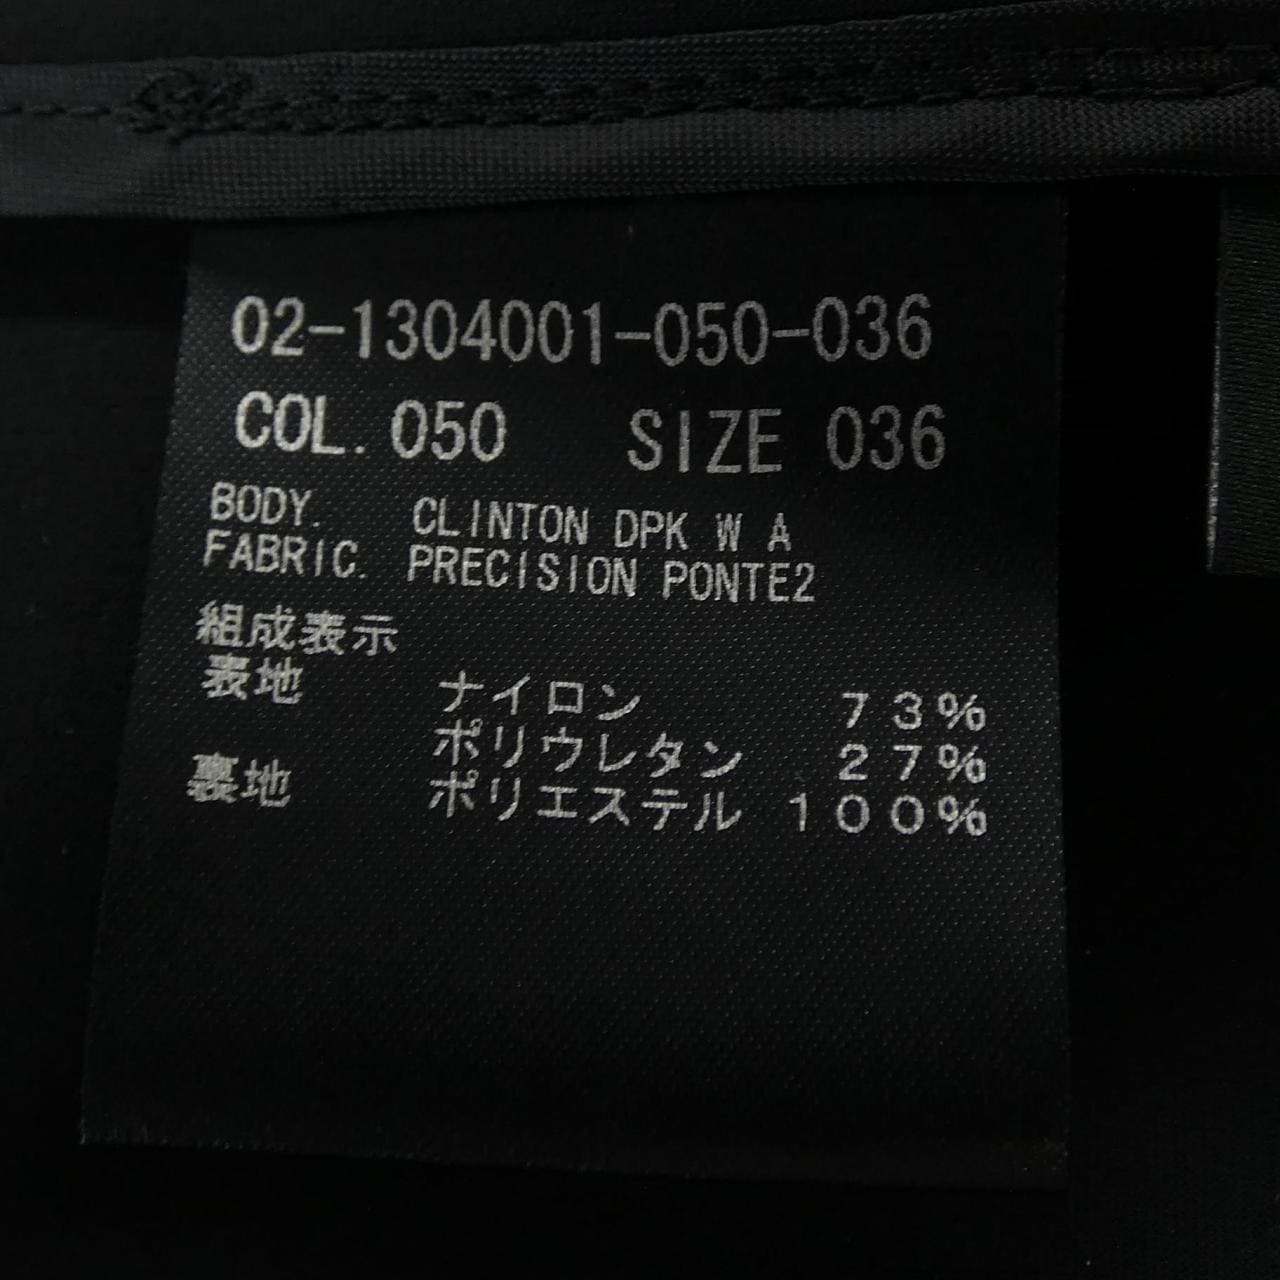 02-1304001-050-036
COL. 050 SIZE 036
BODY. CLINTON DPK W A
FABRIC. PRECISION PONTE2
組成表示
表地 ナイロン 73%
ポリウレタン 27%
裏地 ポリエステル 100%